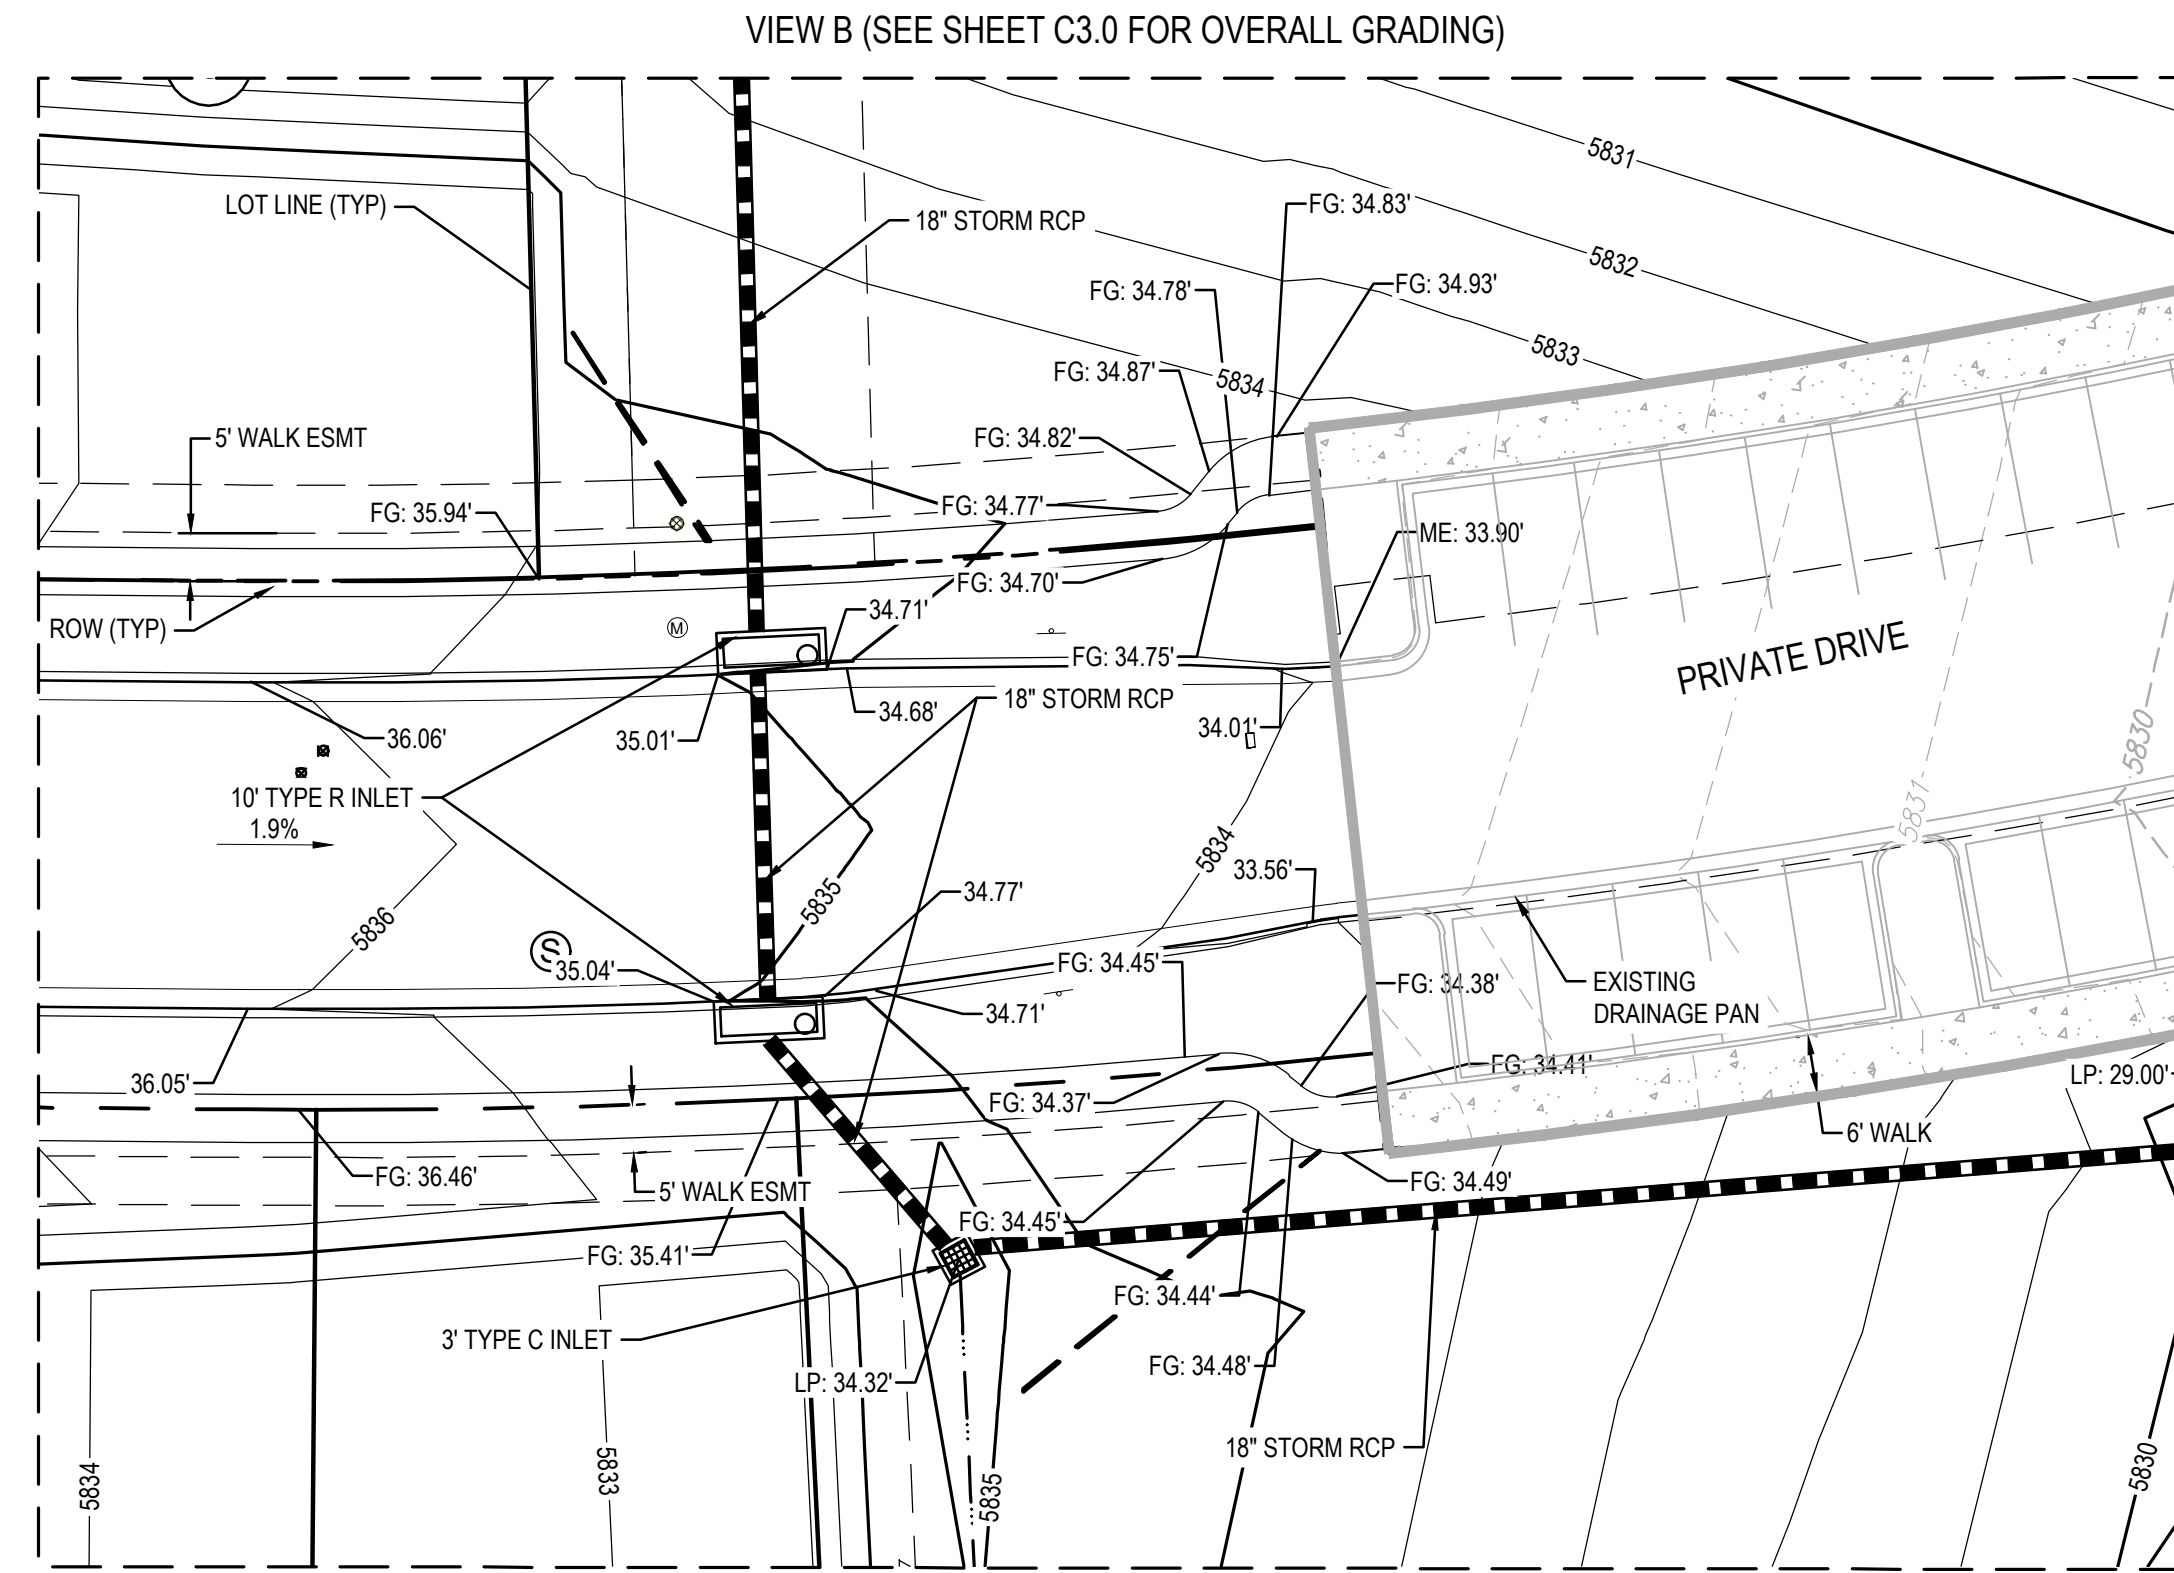 VIEW B (SEE SHEET C3.0 FOR OVERALL GRADING)
5831
LOT LINE (TYP)
18" STORM RCP
FG: 34.83'
5832
FG: 34.78'
FG: 34.93'
5833
FG: 34.87'
5834
5' WALK ESMT
FG: 34.82'
FG: 35.94'
FG: 34.77'
ME: 33.90'
FG: 34.70'
34.71'
ROW (TYP)
M
FG: 34.75'
PRIVATE DRIVE
18" STORM RCP
34.68'
34.01'
36.06'
35.01'
5830
10' TYPE R INLET
1.9%
5831
5834
33.56'
5835
34.77'
5836
S
35.04'
FG: 34.45'
FG: 34.38'
EXISTING
DRAINAGE PAN
34.71'
FG: 34.41'
36.05'
LP: 29.00'
FG: 34.37'
6' WALK
FG: 36.46'
5' WALK ESMT
FG: 34.49'
FG: 34.45'
FG: 35.41'
FG: 34.44'
3' TYPE C INLET
FG: 34.48'
LP: 34.32'
18" STORM RCP
5834
5833
5835
5830